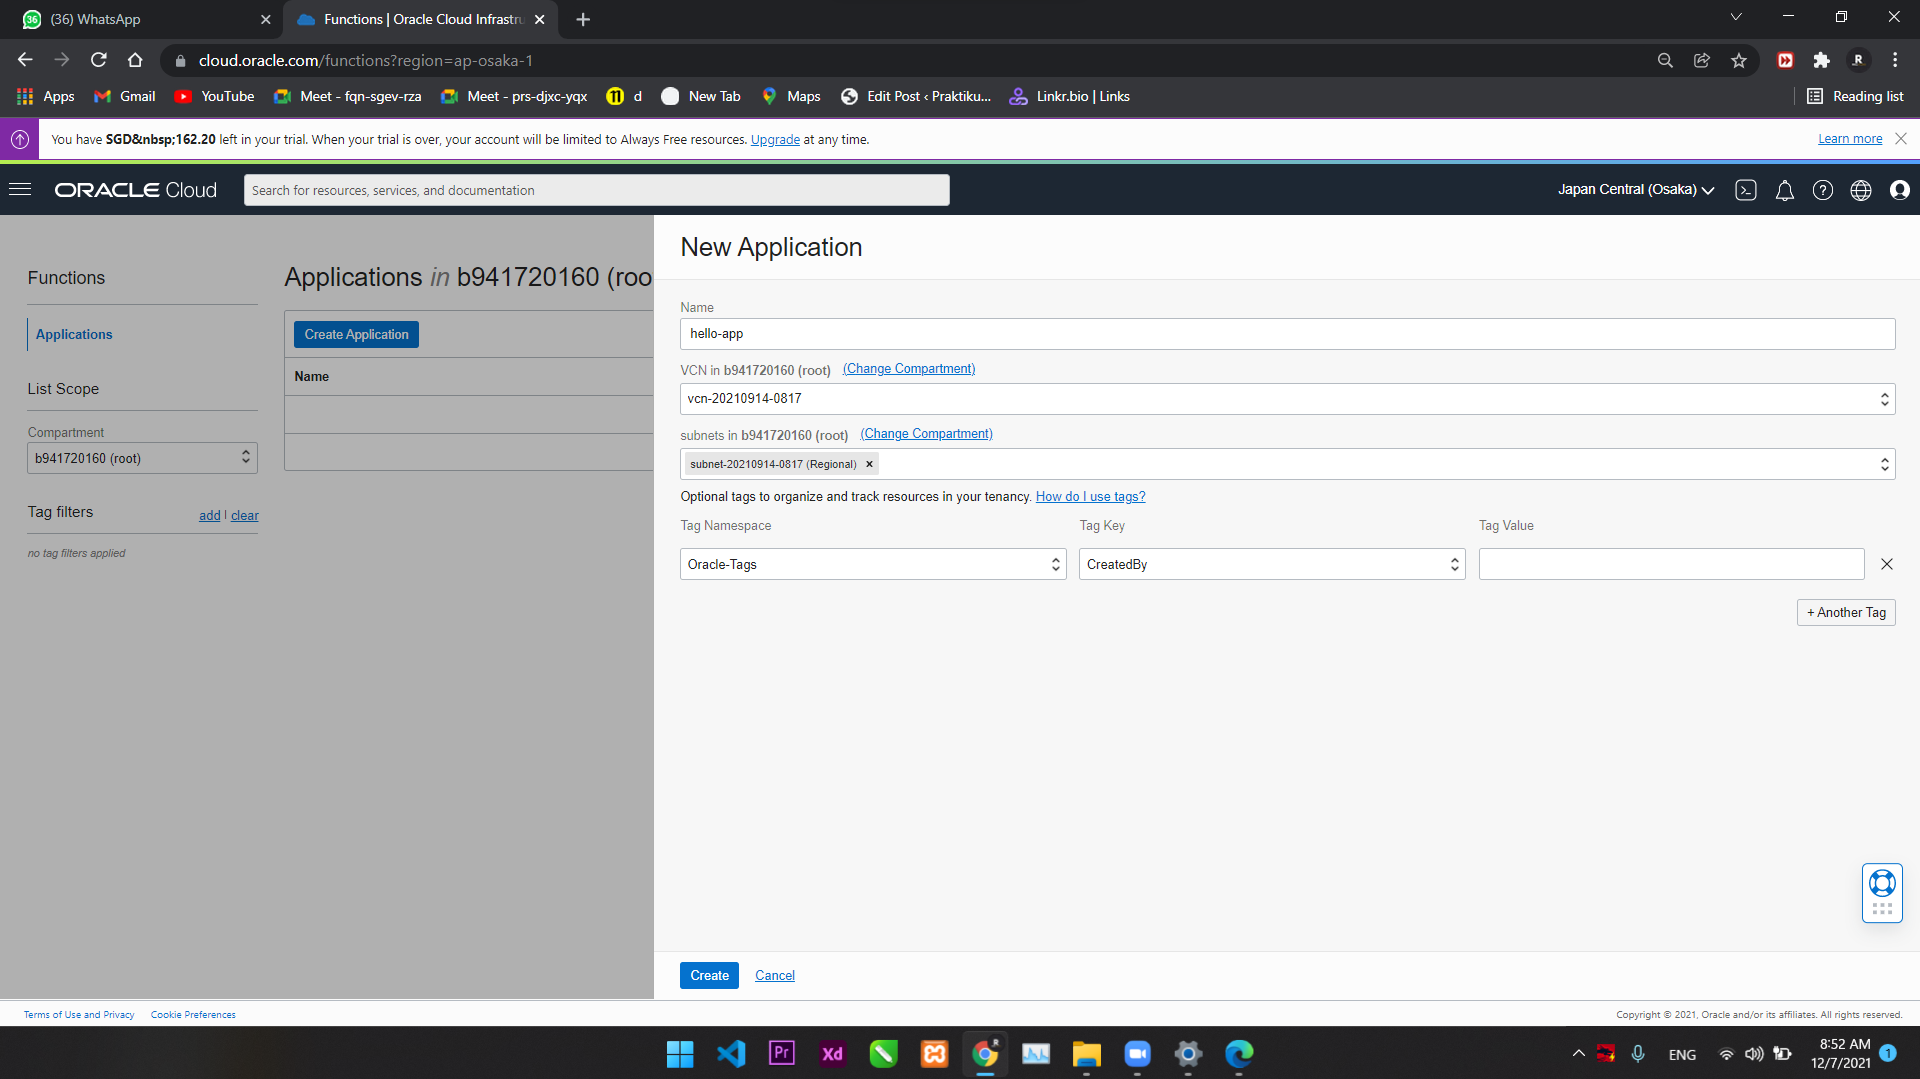 (36) WhatsApp
Functions | Oracle Cloud Infrastru
cloud.oracle.com/functions?region=ap-osaka-1
R
Apps
Gmail
YouTube
Meet - fqn-sgev-rza
Meet - prs-djxc-yqx
d
New Tab
Maps
Edit Post ‹ Praktiku...
Linkr.bio | Links
Reading list
You have SGD&nbsp;162.20 left in your trial. When your trial is over, your account will be limited to Always Free resources. Upgrade at any time.
Learn more
ORACLE Cloud
Search for resources, services, and documentation
Japan Central (Osaka)
Functions
Applications
List Scope
Compartment
b941720160 (root)
Tag filters
add | clear
no tag filters applied
Applications in b941720160 (roo
Create Application
Name
New Application
Name
hello-app
VCN in b941720160 (root) (Change Compartment)
vcn-20210914-0817
subnets in b941720160 (root) (Change Compartment)
subnet-20210914-0817 (Regional) ×
Optional tags to organize and track resources in your tenancy. How do I use tags?
Tag Namespace
Tag Key
Tag Value
Oracle-Tags
CreatedBy
+ Another Tag
Create
Cancel
Terms of Use and Privacy
Cookie Preferences
Copyright © 2021, Oracle and/or its affiliates. All rights reserved.
Pr
Xd
R
ENG
8:52 AM
12/7/2021
1